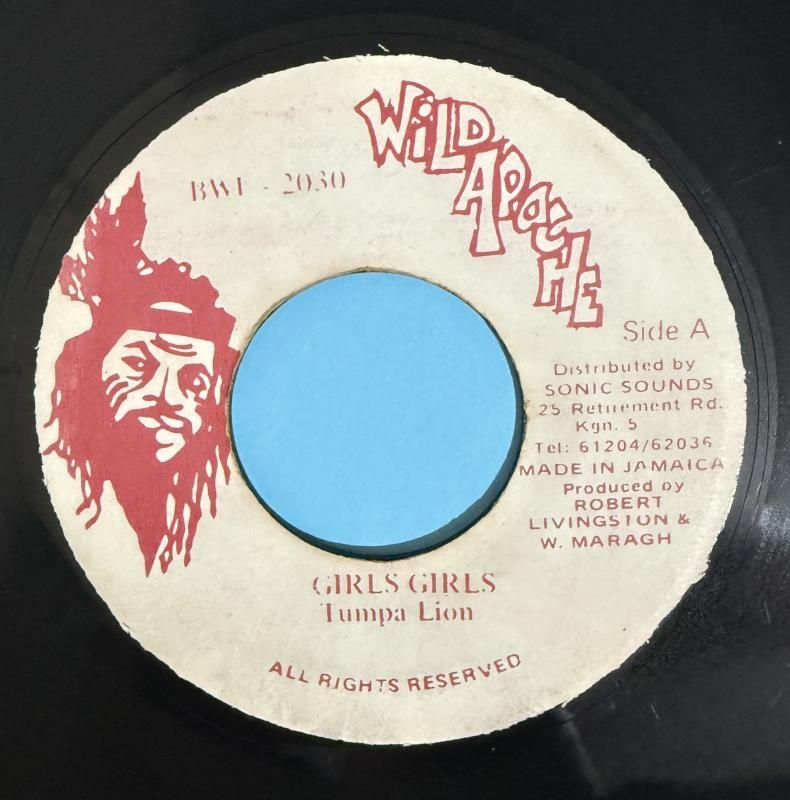 WILD APACHE
BWI - 2030
Side A
Distributed by
SONIC SOUNDS
25 Retirement Rd.
Kgn. 5
Tel: 61204/62036
MADE IN JAMAICA
Produced by
ROBERT
LIVINGSTON &
W. MARAGH
GIRLS GIRLS
Tumpa Lion
ALL RIGHTS RESERVED